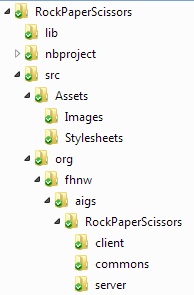 RockPaperScissors
lib
nbproject
src
Assets
Images
Stylesheets
org
fhnw
aigs
RockPaperScissors
client
commons
server